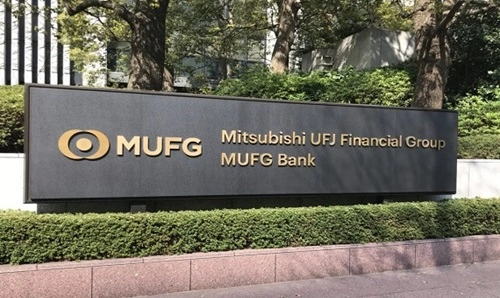 MUFG
Mitsubishi UFJ Financial Group
MUFG Bank